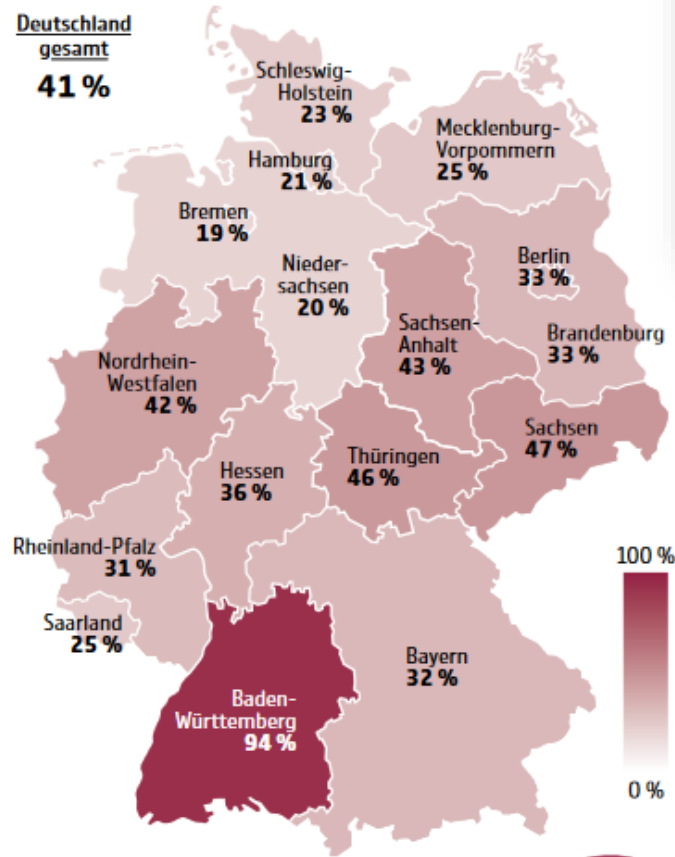 Deutschland
gesamt
41 %
Schleswig-
Holstein
23 %
Mecklenburg-
Vorpommern
25 %
Hamburg
21 %
Bremen
19 %
Nieder-
sachsen
20 %
Berlin
33 %
Brandenburg
33 %
Sachsen-
Anhalt
43 %
Nordrhein-
Westfalen
42 %
Sachsen
47 %
Thüringen
46 %
Hessen
36 %
Rheinland-Pfalz
31 %
Saarland
25 %
Bayern
32 %
Baden-
Württemberg
94 %
100 %
0 %